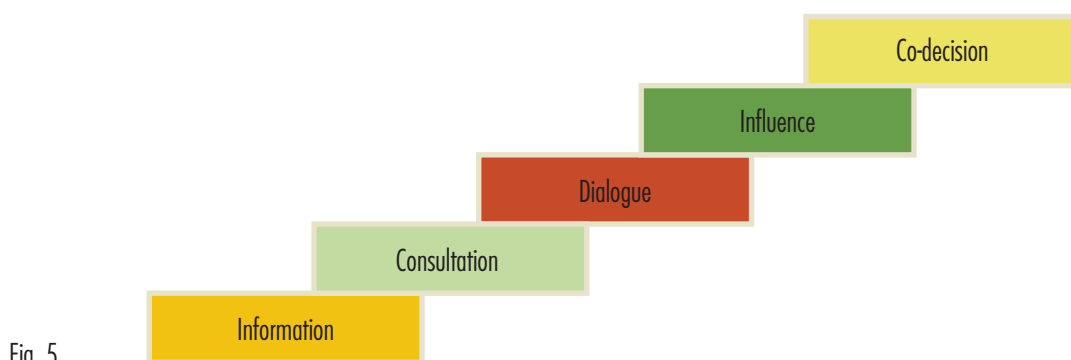 Co-decision
Influence
Dialogue
Consultation
Information
Fig. 5